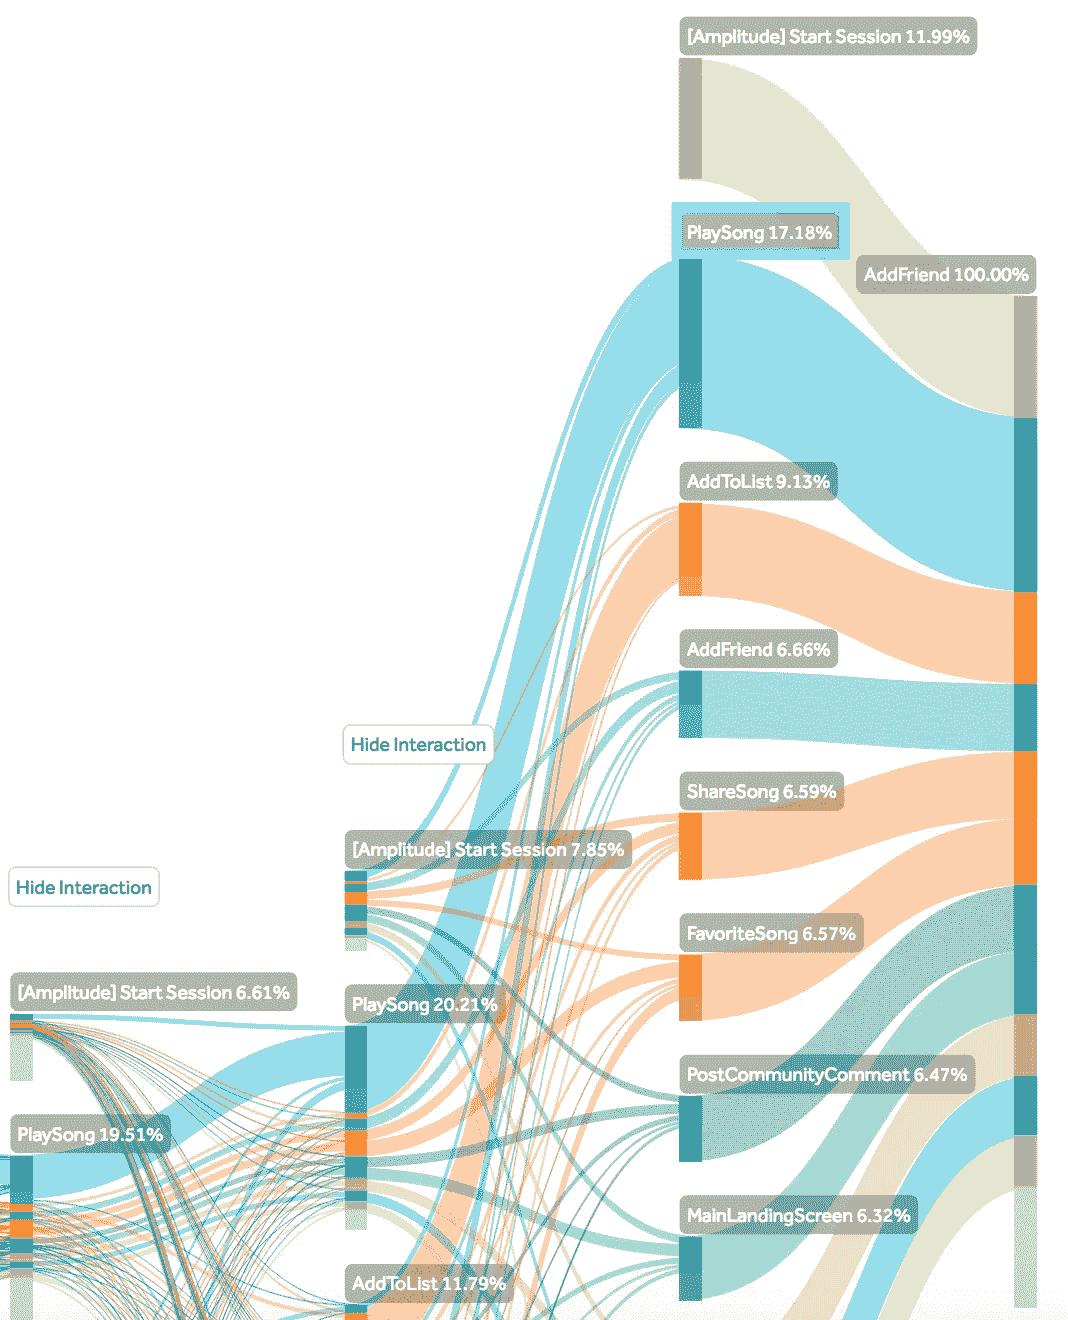 [Amplitude] Start Session 11.99%
PlaySong 17.18%
AddFriend 100.00%
AddToList 9.13%
AddFriend 6.66%
Hide Interaction
ShareSong 6.59%
[Amplitude] Start Session 7.85%
Hide Interaction
FavoriteSong 6.57%
[Amplitude] Start Session 6.61%
PlaySong 20.21%
PostCommunityComment 6.47%
PlaySong 19.51%
MainLandingScreen 6.32%
AddToList 11.79%